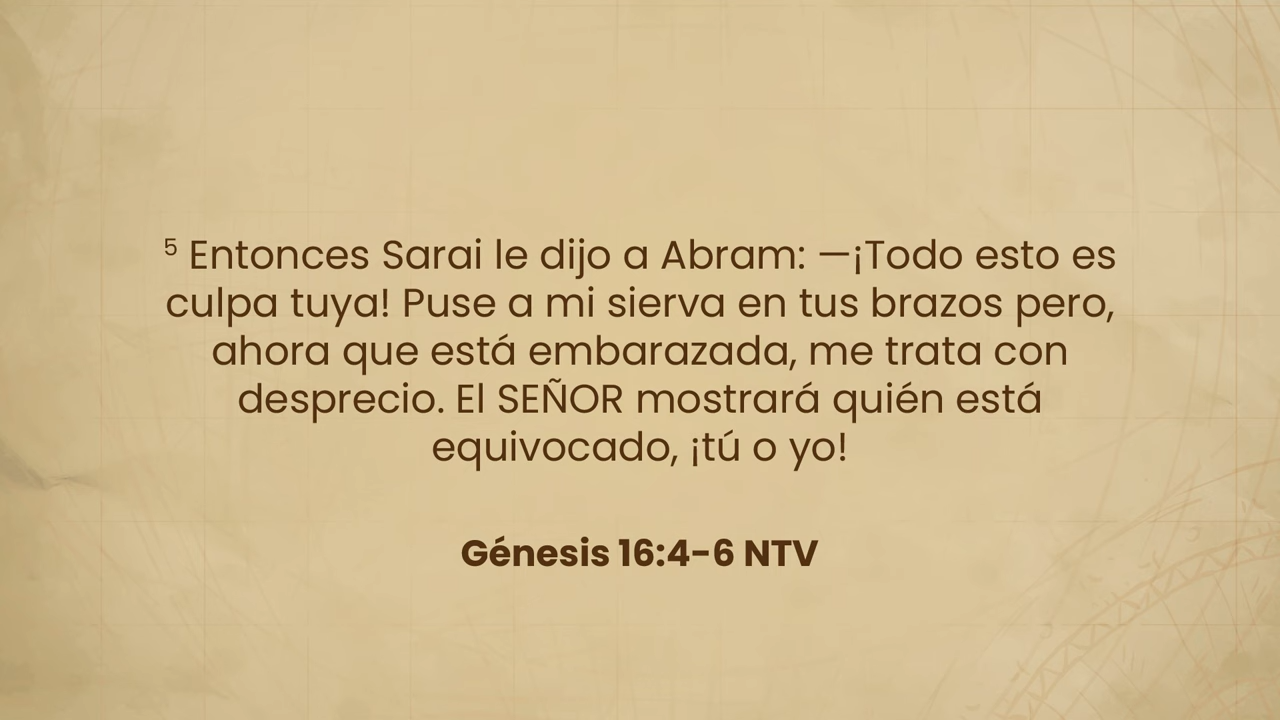 ⁵ Entonces Sarai le dijo a Abram: —¡Todo esto es
culpa tuya! Puse a mi sierva en tus brazos pero,
ahora que está embarazada, me trata con
desprecio. El SEÑOR mostrará quién está
equivocado, ¡tú o yo!
Génesis 16:4-6 NTV